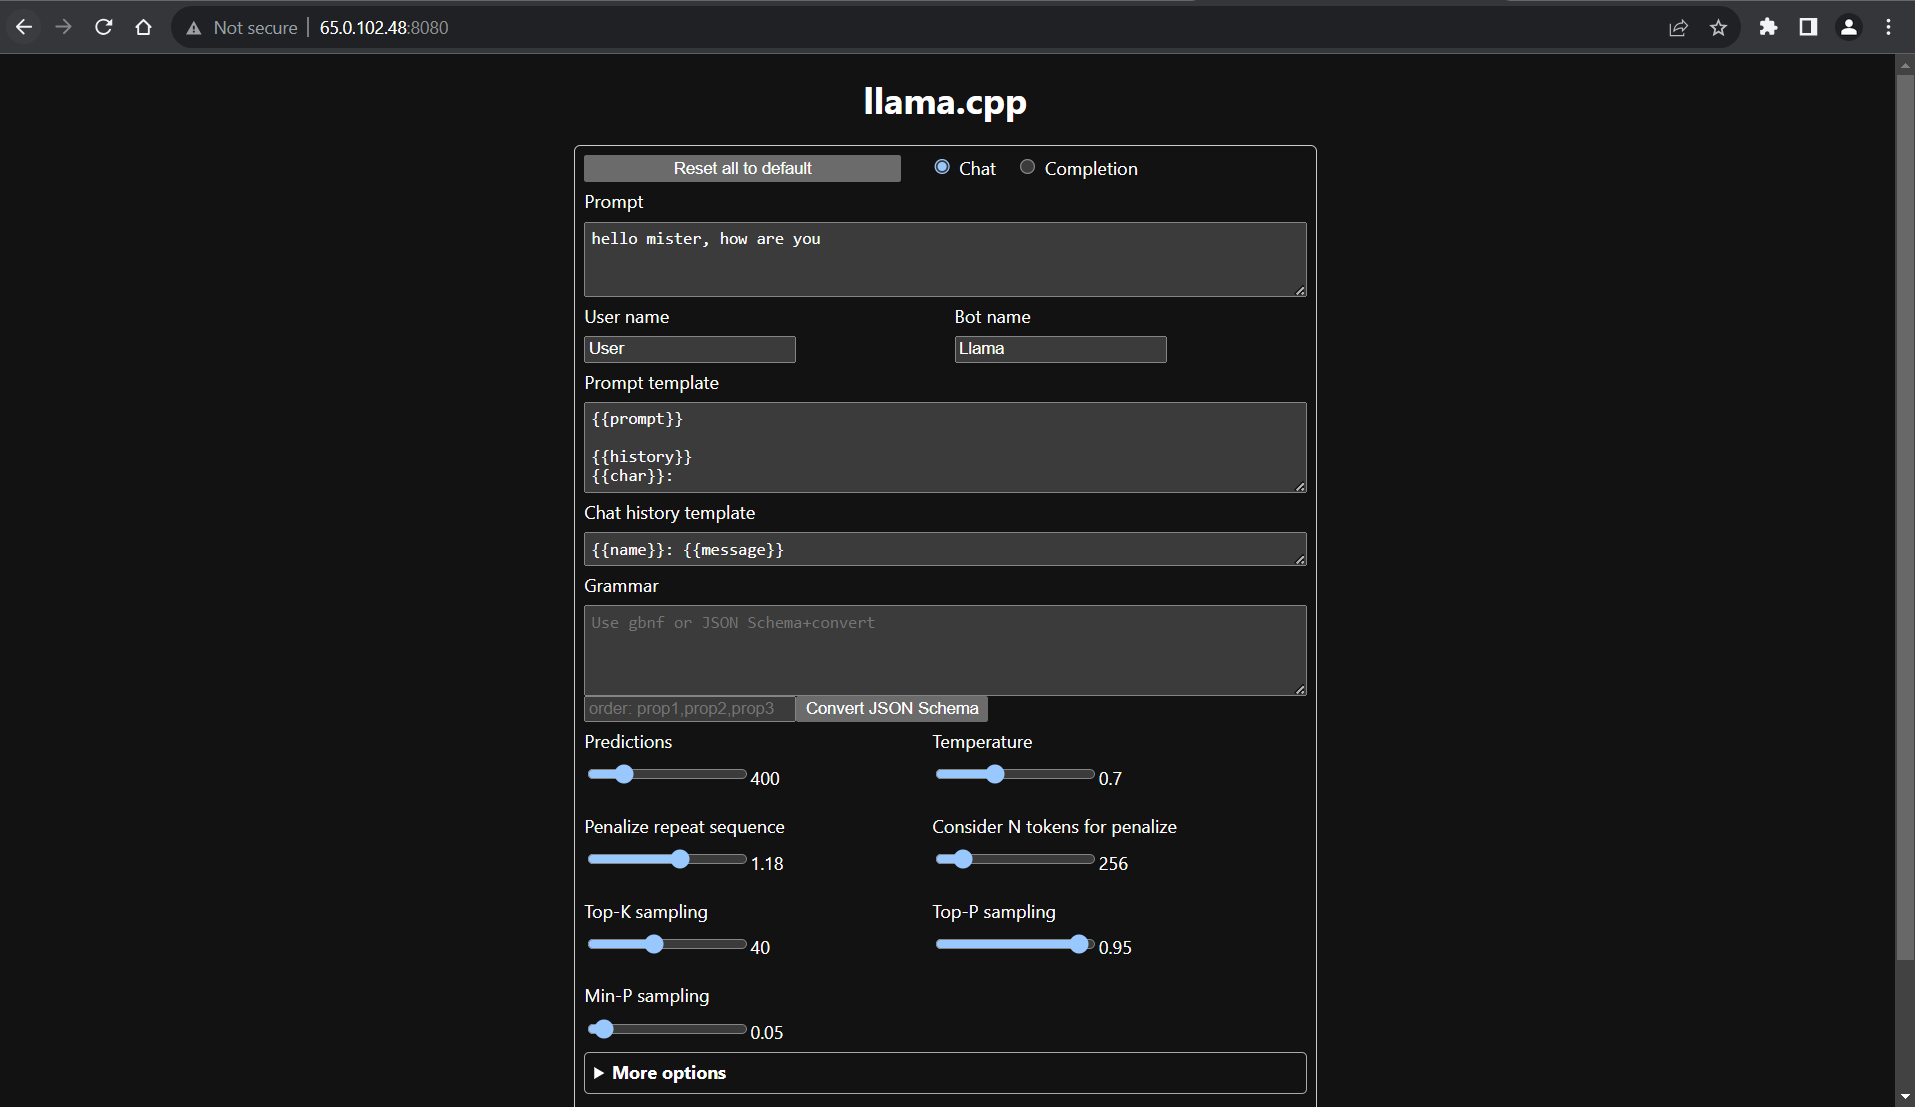 Not secure | 65.0.102.48:8080
llama.cpp
Reset all to default Chat Completion
Prompt
hello mister, how are you
User name Bot name
User Llama
Prompt template
{{prompt}}
{{history}}
{{char}}:
Chat history template
{{name}}: {{message}}
Grammar
Use gbnf or JSON Schema+convert
order: prop1,prop2,prop3 Convert JSON Schema
Predictions Temperature
400 0.7
Penalize repeat sequence Consider N tokens for penalize
1.18 256
Top-K sampling Top-P sampling
40 0.95
Min-P sampling
0.05
More options